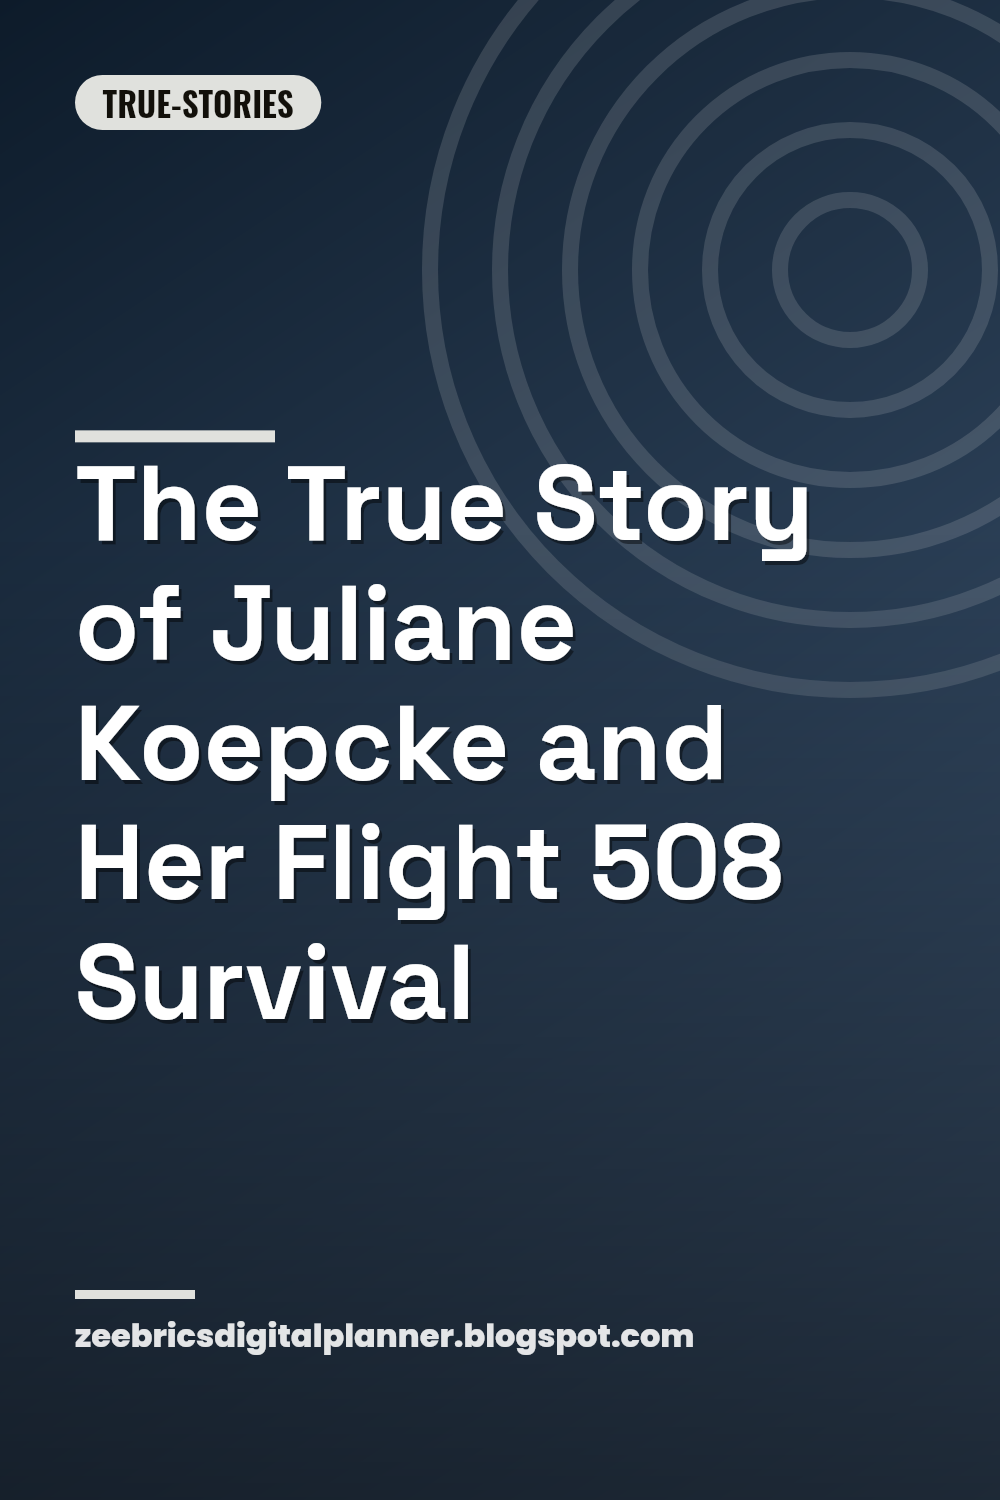 TRUE-STORIES
The True Story
of Juliane
Koepcke and
Her Flight 508
Survival
zeebricsdigitalplanner.blogspot.com